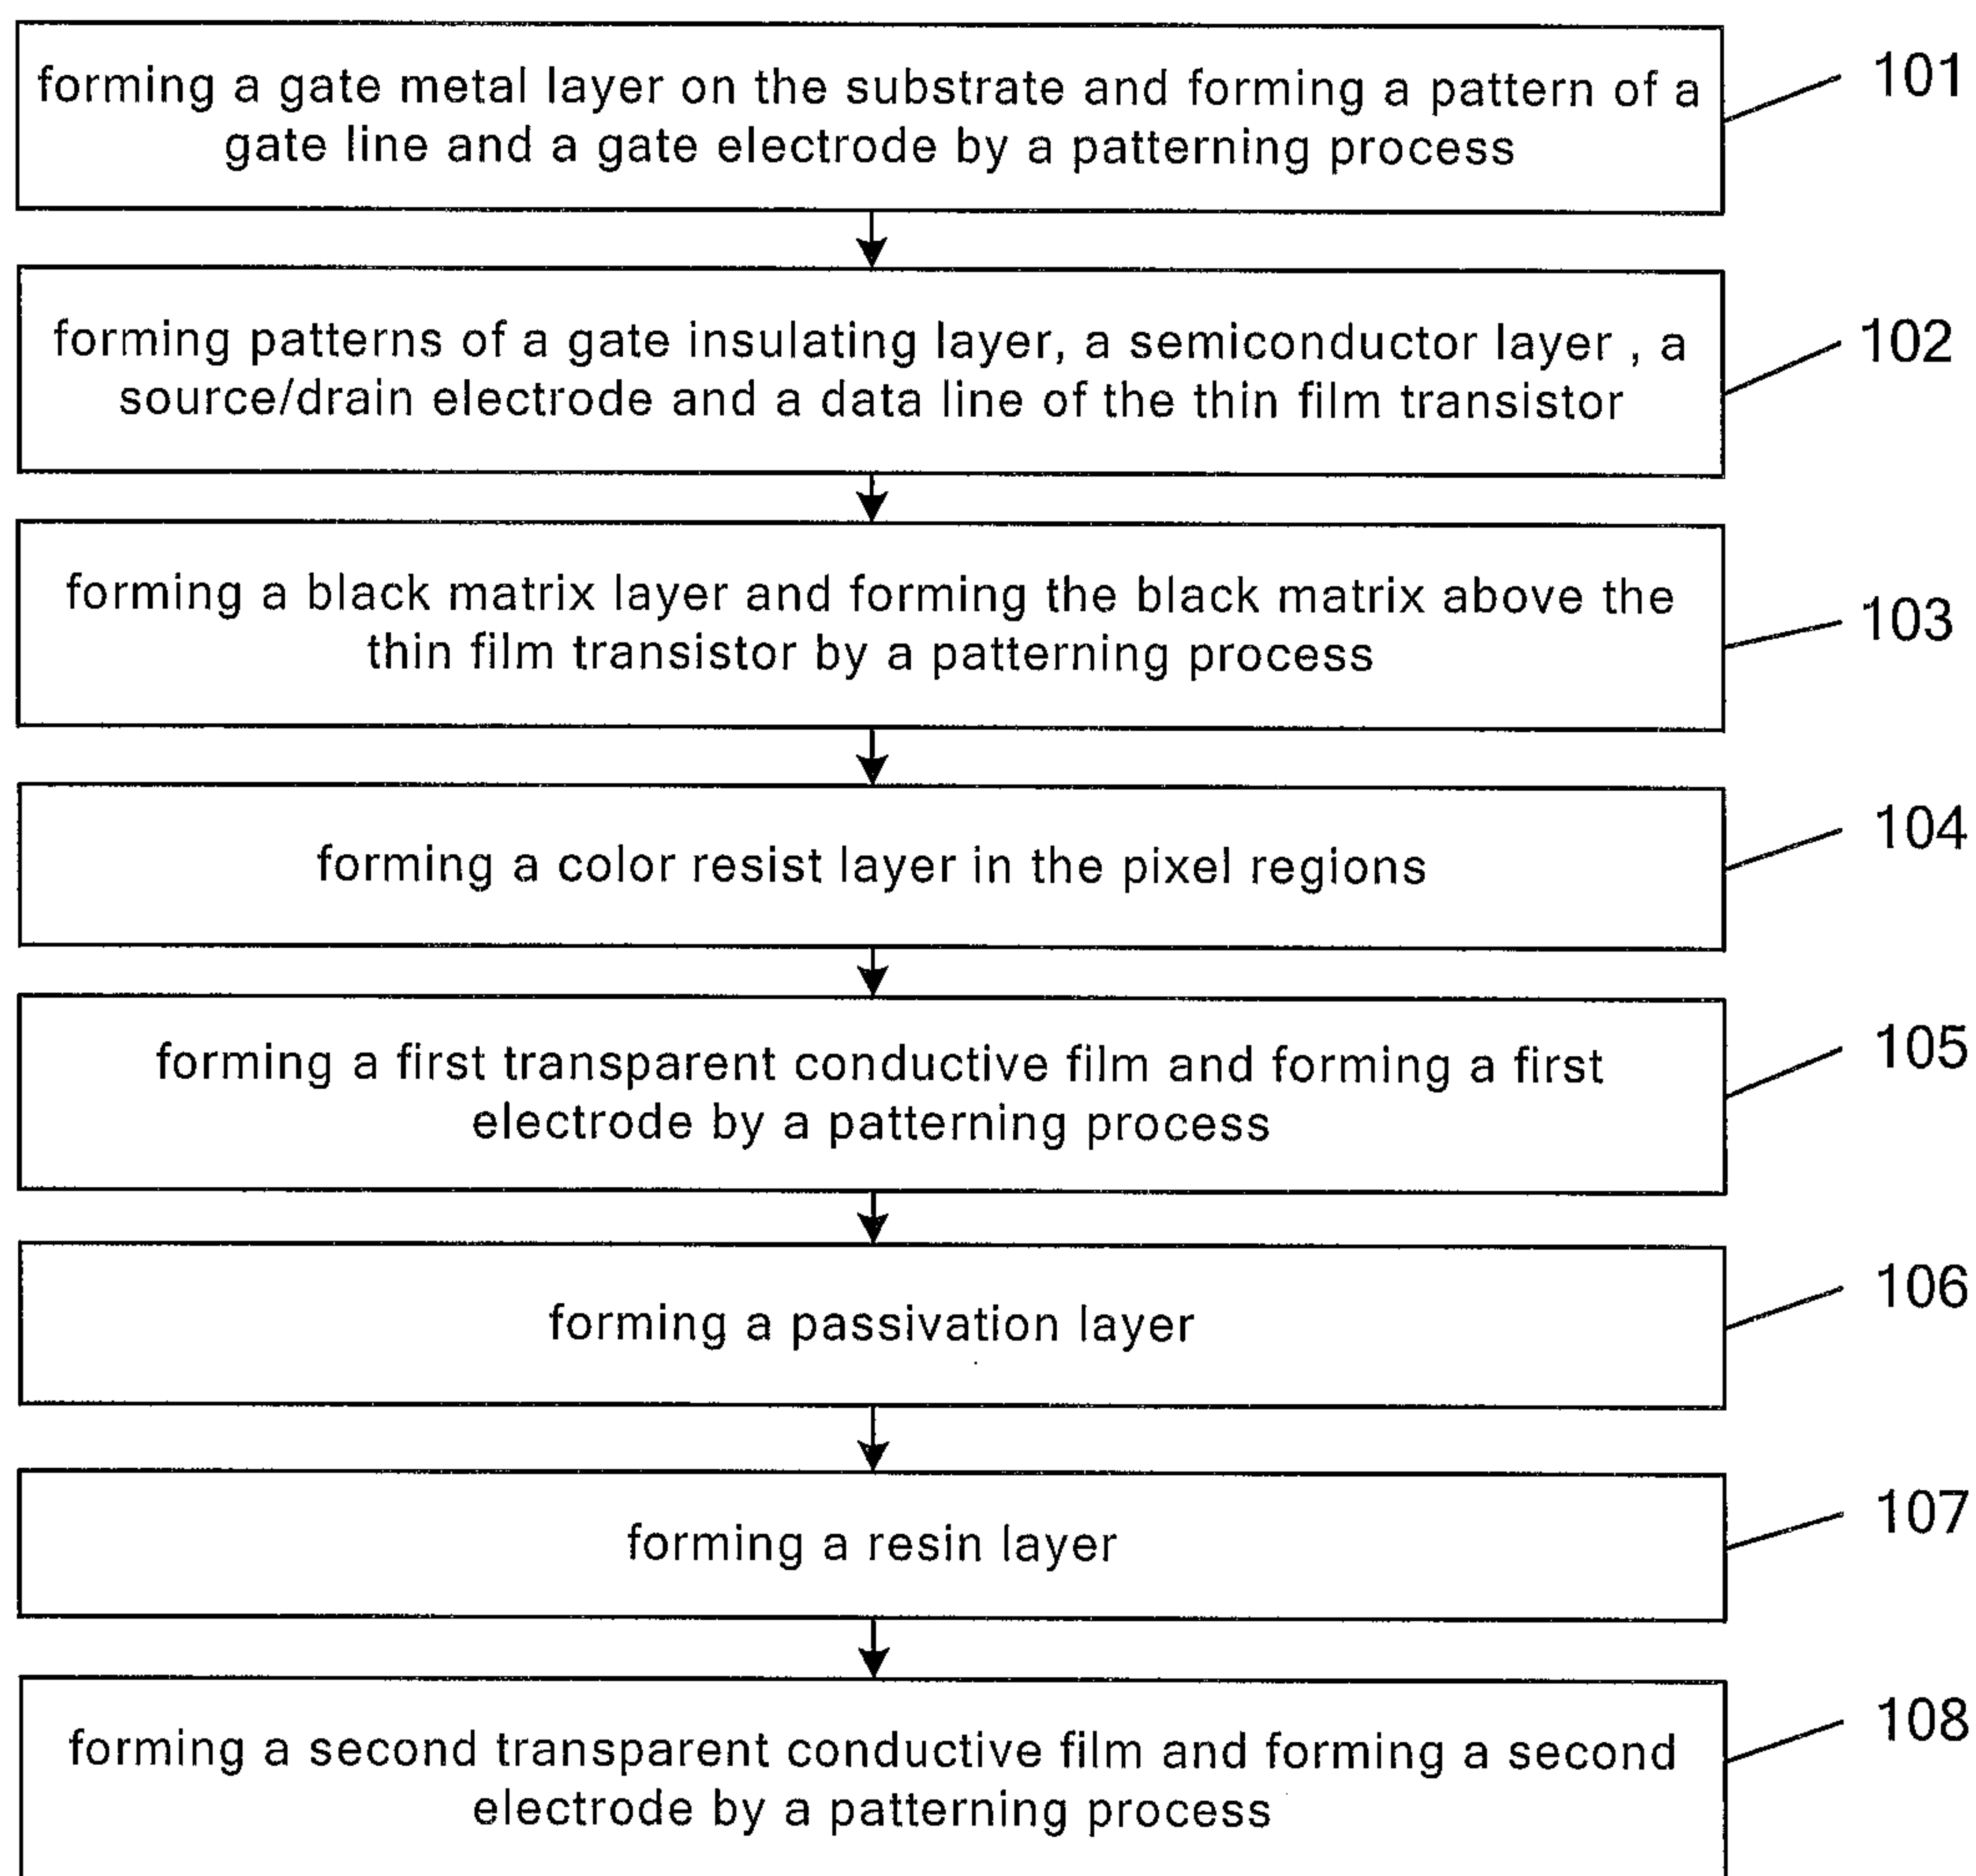 forming a gate metal layer on the substrate and forming a pattern of a
gate line and a gate electrode by a patterning process
101
forming patterns of a gate insulating layer, a semiconductor layer , a
source/drain electrode and a data line of the thin film transistor
102
forming a black matrix layer and forming the black matrix above the
thin film transistor by a patterning process
103
forming a color resist layer in the pixel regions
104
forming a first transparent conductive film and forming a first
electrode by a patterning process
105
forming a passivation layer
106
forming a resin layer
107
forming a second transparent conductive film and forming a second
electrode by a patterning process
108